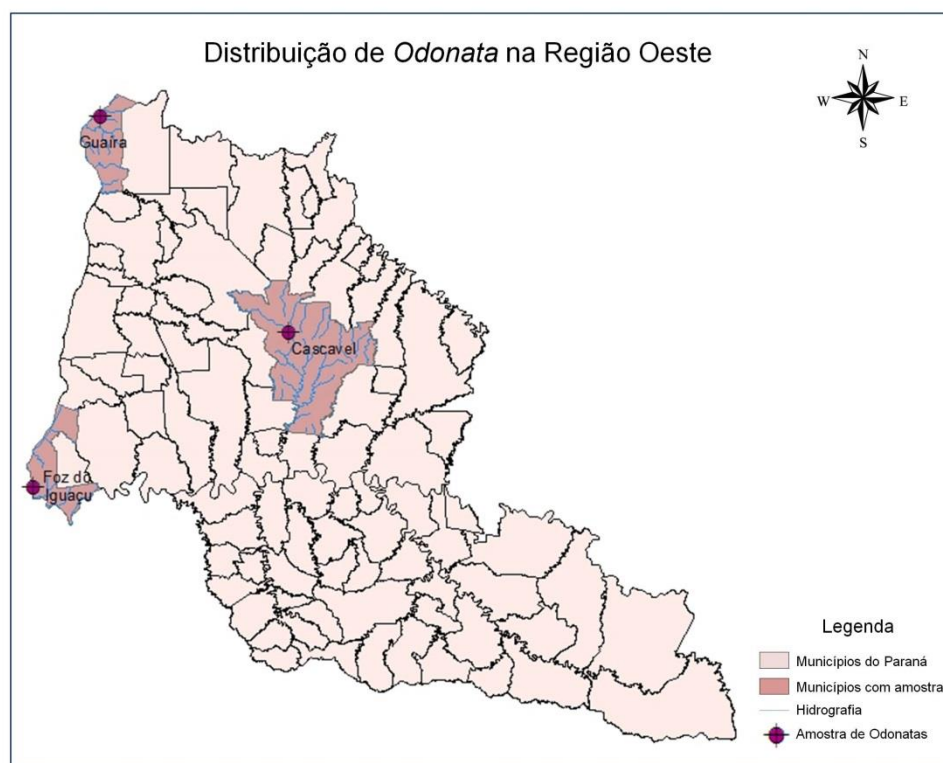 Distribuição de Odonata na Região Oeste
N
W
E
S
Guaíra
Cascavel
Foz do
Iguaçu
Legenda
Municípios do Paraná
Municípios com amostra
Hidrografia
Amostra de Odonatas